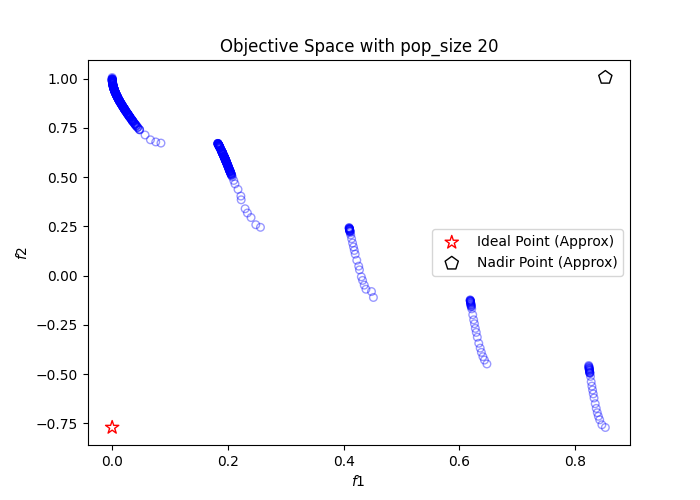 Objective Space with pop_size 20
1.00
0.75
0.50
0.25
0.00
−0.25
−0.50
−0.75
f2
Ideal Point (Approx)
Nadir Point (Approx)
0.0 0.2 0.4 0.6 0.8
f1